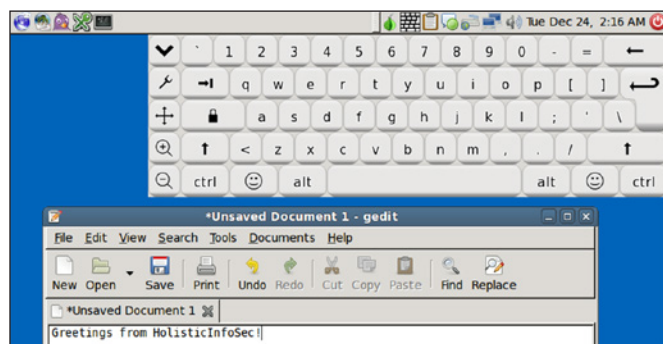 Tue Dec 24, 2:16 AM
` 1 2 3 4 5 6 7 8 9 0 - =
q w e r t y u i o p [ ]
a s d f g h j k l ; ' \
< z x c v b n m , . /
ctrl alt alt ctrl
*Unsaved Document 1 - gedit
File Edit View Search Tools Documents Help
New Open Save Print Undo Redo Cut Copy Paste Find Replace
*Unsaved Document 1
Greetings from HolisticInfoSec!